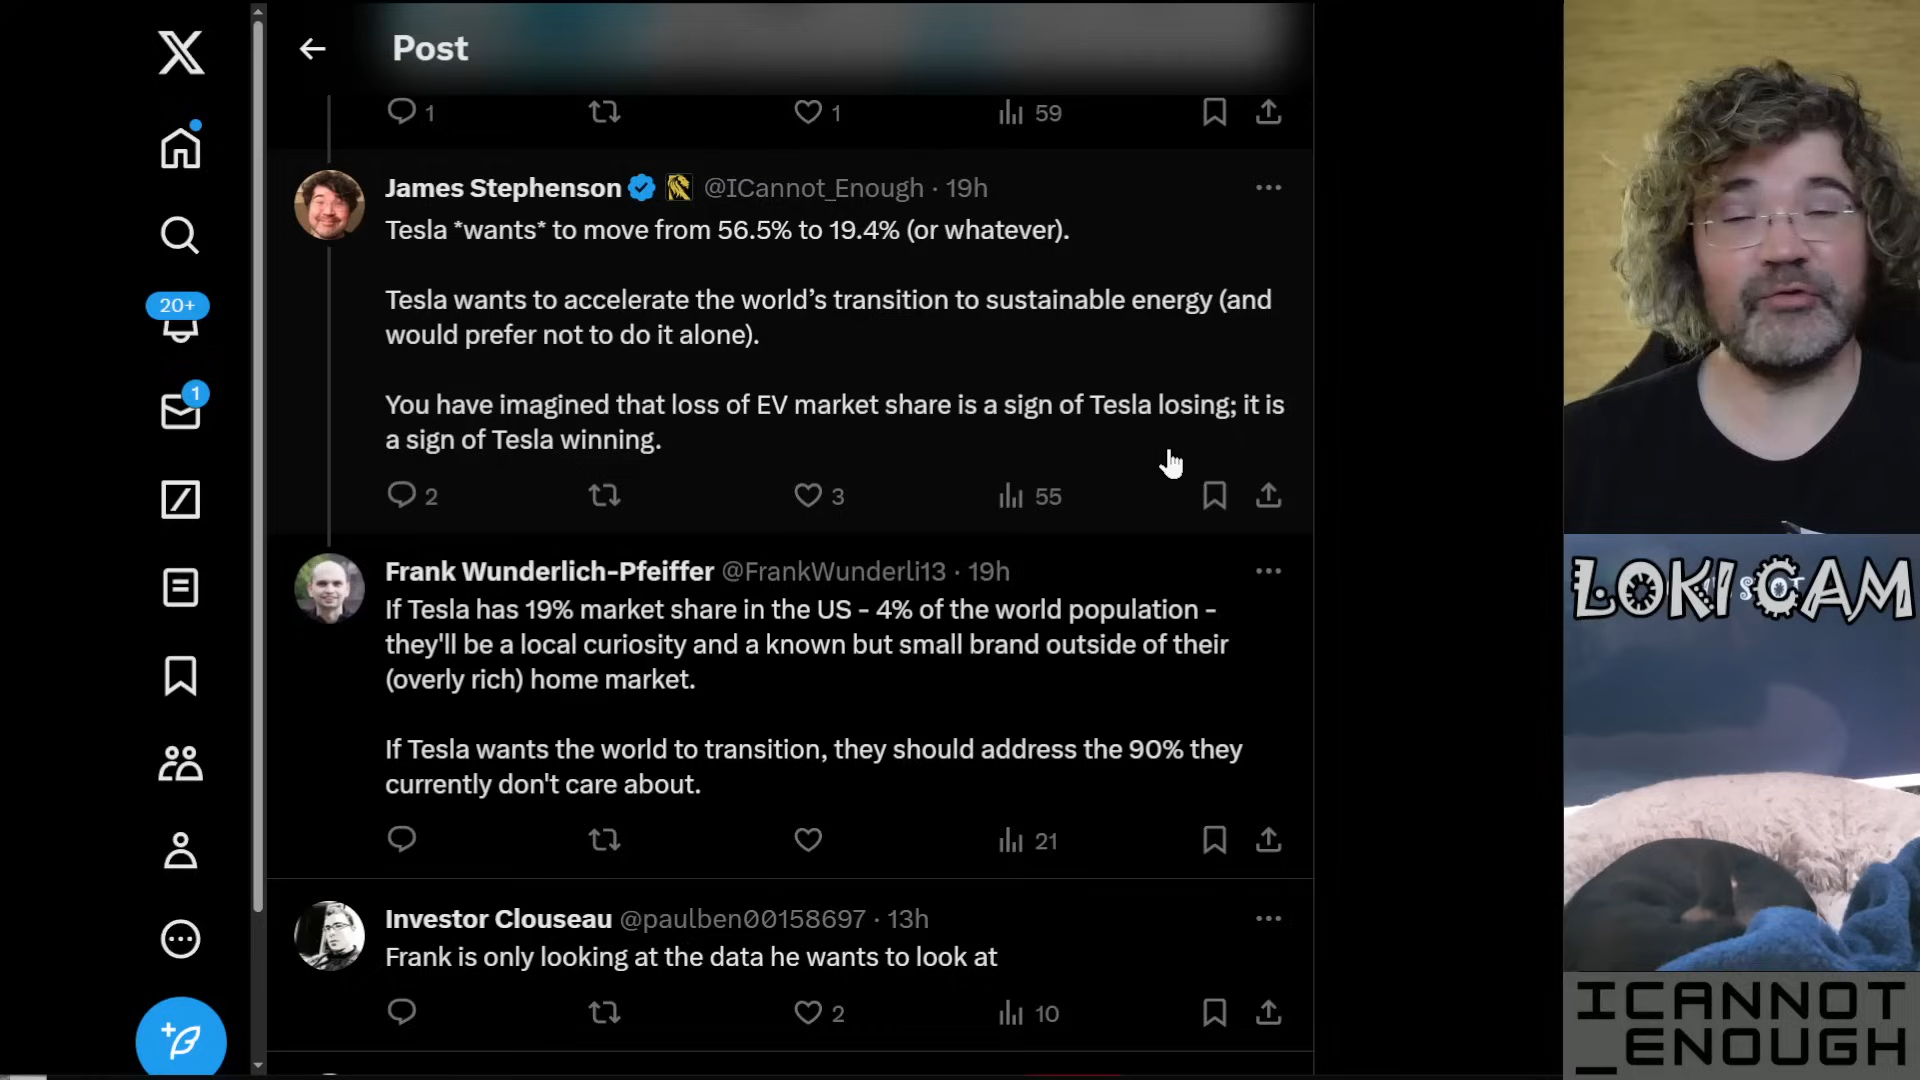 Post
1
1
59
James Stephenson @ICannot_Enough · 19h
Tesla *wants* to move from 56.5% to 19.4% (or whatever).
Tesla wants to accelerate the world’s transition to sustainable energy (and
would prefer not to do it alone).
You have imagined that loss of EV market share is a sign of Tesla losing; it is
a sign of Tesla winning.
2
3
55
Frank Wunderlich-Pfeiffer @FrankWunderli13 · 19h
If Tesla has 19% market share in the US - 4% of the world population -
they'll be a local curiosity and a known but small brand outside of their
(overly rich) home market.
If Tesla wants the world to transition, they should address the 90% they
currently don't care about.
21
Investor Clouseau @paulben00158697 · 13h
Frank is only looking at the data he wants to look at
2
10
20+
1
LOKI CAM
ICANNOT
_ENOUGH